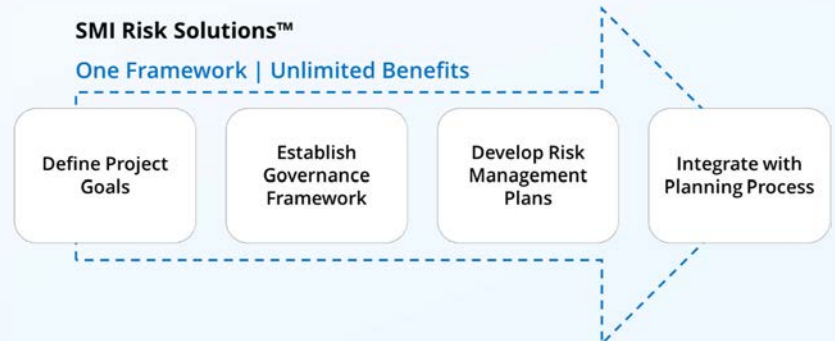 SMI Risk Solutions™
One Framework | Unlimited Benefits
Define Project
Goals
Establish
Governance
Framework
Develop Risk
Management
Plans
Integrate with
Planning Process